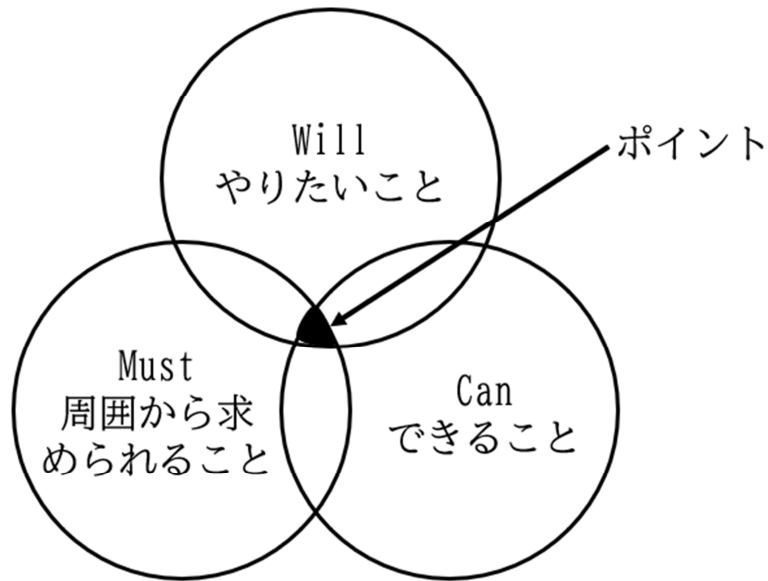 Will
やりたいこと
ポイント
Must
周囲から求
められること
Can
できること